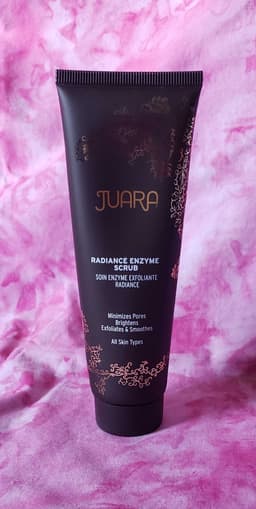 JUARA
RADIANCE ENZYME
SCRUB
SOIN ENZYME EXFOLIANTE
RADIANCE
Minimizes Pores
Brightens
Exfoliates & Smoothes
All Skin Types